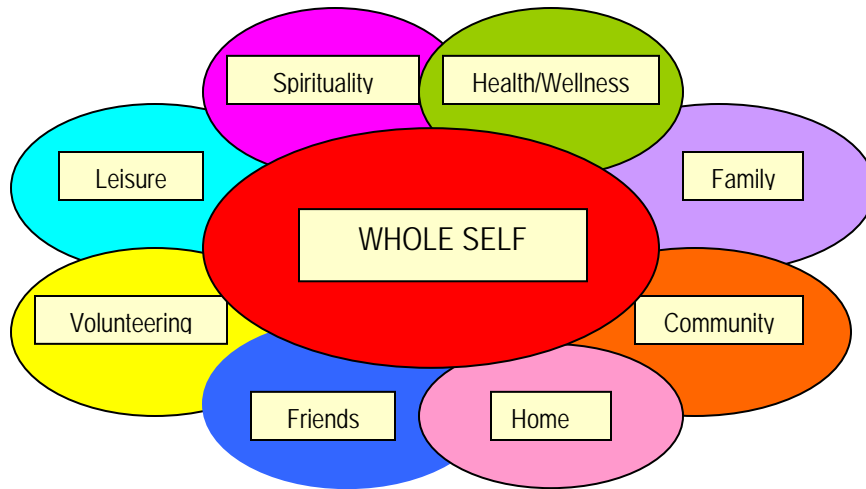 Spirituality
Health/Wellness
Leisure
Family
WHOLE SELF
Volunteering
Community
Friends
Home